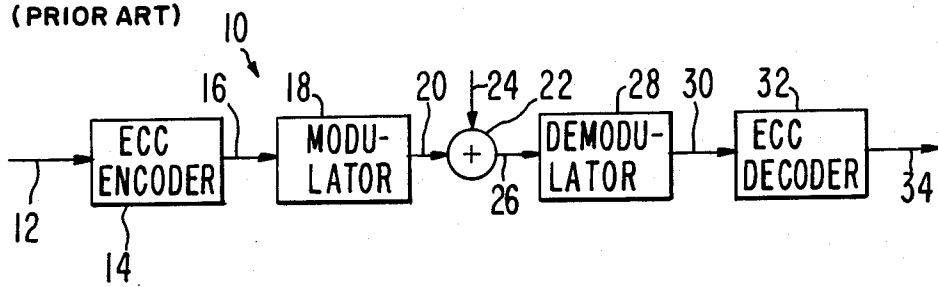 (PRIOR ART)
10
16
18
20
24
22
28
30
32
ECC
ENCODER
MODU-
LATOR
+
DEMODU-
LATOR
ECC
DECODER
12
14
26
34